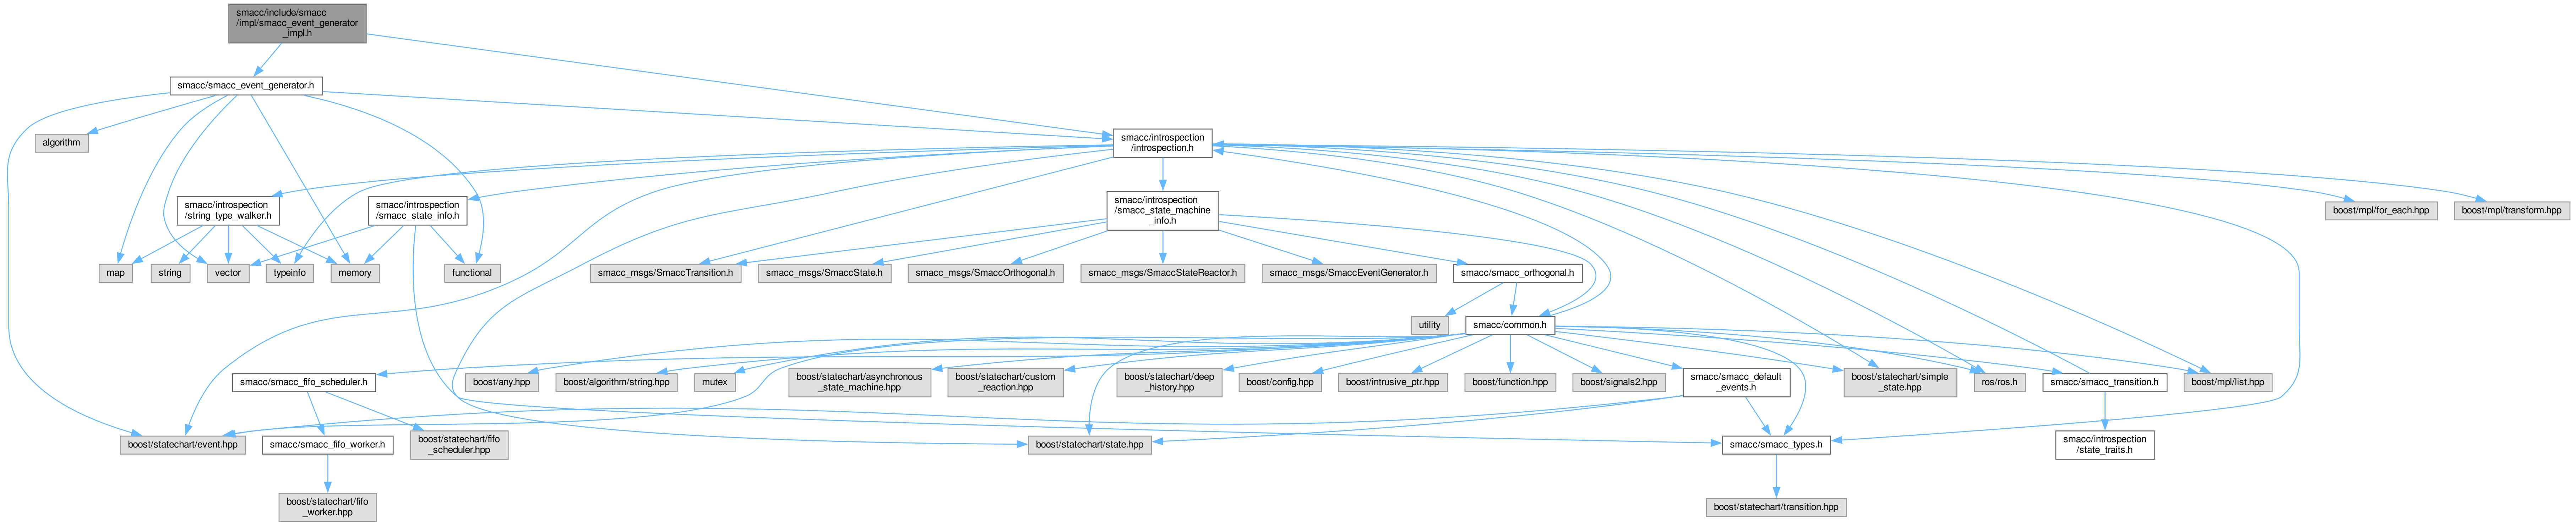 smacc/include/smacc
/impl/smacc_event_generator
_impl.h
smacc/smacc_event_generator.h
algorithm
smacc/introspection
/introspection.h
smacc/introspection
/string_type_walker.h
smacc/introspection
/smacc_state_info.h
smacc/introspection
/smacc_state_machine
_info.h
boost/mpl/for_each.hpp
boost/mpl/transform.hpp
map
string
vector
typeinfo
memory
functional
smacc_msgs/SmaccTransition.h
smacc_msgs/SmaccState.h
smacc_msgs/SmaccOrthogonal.h
smacc_msgs/SmaccStateReactor.h
smacc_msgs/SmaccEventGenerator.h
smacc/smacc_orthogonal.h
utility
smacc/common.h
smacc/smacc_fifo_scheduler.h
boost/any.hpp
boost/algorithm/string.hpp
mutex
boost/statechart/asynchronous
_state_machine.hpp
boost/statechart/custom
_reaction.hpp
boost/statechart/deep
_history.hpp
boost/config.hpp
boost/intrusive_ptr.hpp
boost/function.hpp
boost/signals2.hpp
smacc/smacc_default
_events.h
boost/statechart/simple
_state.hpp
ros/ros.h
smacc/smacc_transition.h
boost/mpl/list.hpp
boost/statechart/event.hpp
smacc/smacc_fifo_worker.h
boost/statechart/fifo
_scheduler.hpp
boost/statechart/state.hpp
smacc/smacc_types.h
smacc/introspection
/state_traits.h
boost/statechart/fifo
_worker.hpp
boost/statechart/transition.hpp